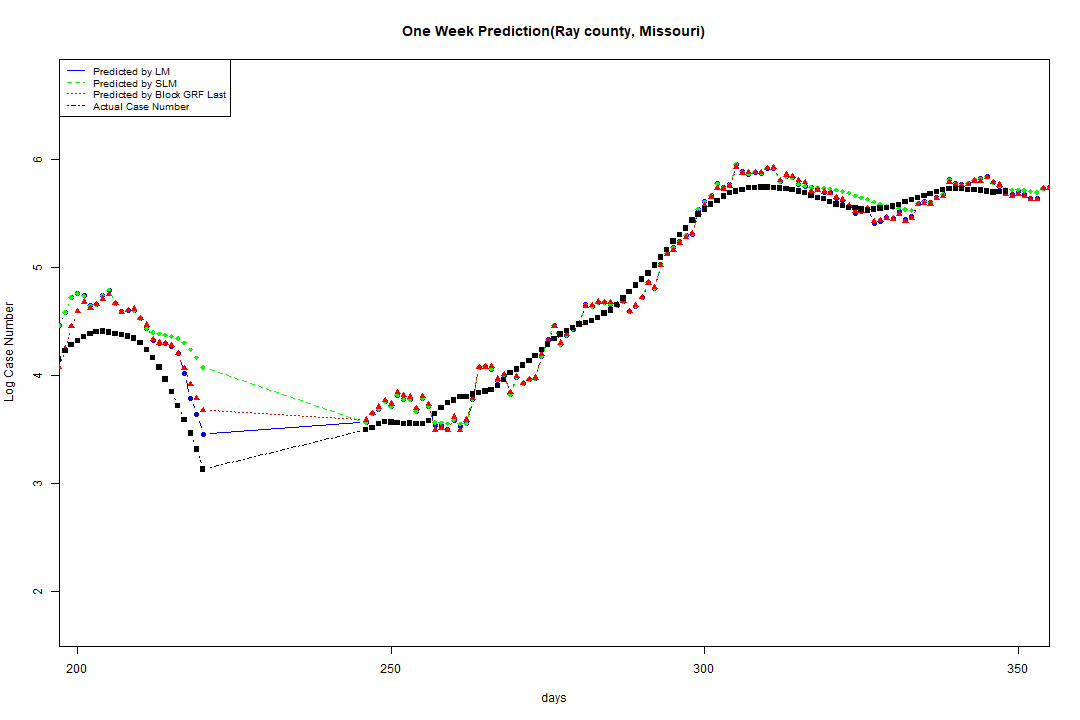 One Week Prediction(Ray county, Missouri)
Predicted by LM
Predicted by SLM
Predicted by Block GRF Last
Actual Case Number
Log Case Number
6
5
4
3
2
200 250 300 350
days